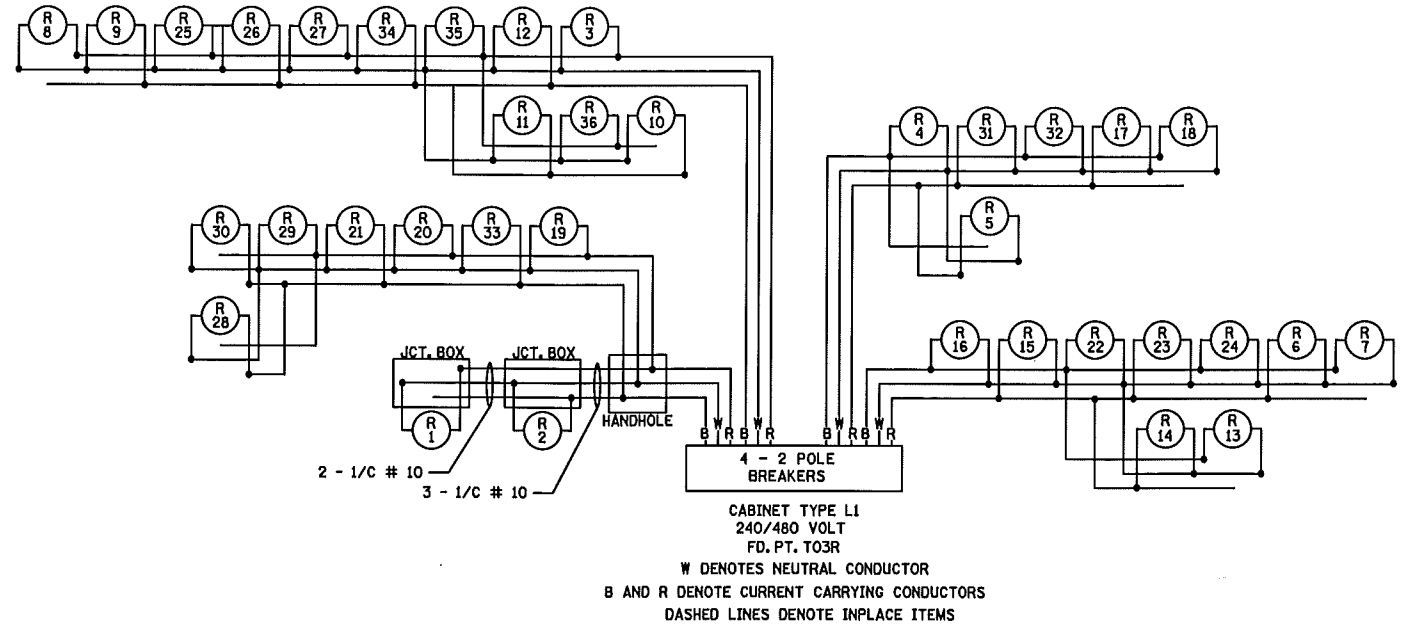 R R R R R R R R R
8 9 25 26 27 34 35 12 3
R R R
11 36 10
R R R R R
4 31 32 17 18
R
5
R R R R R R
30 29 21 20 33 19
R
28
R R R R R R R
16 15 22 23 24 6 7
JCT. BOX JCT. BOX
R R
1 2
HANDHOLE
R R
14 13
B W R B W R B W R B W R
2 - 1/C # 10
3 - 1/C # 10
4 - 2 POLE
BREAKERS
CABINET TYPE L1
240/480 VOLT
FD. PT. TO3R
W DENOTES NEUTRAL CONDUCTOR
B AND R DENOTE CURRENT CARRYING CONDUCTORS
DASHED LINES DENOTE INPLACE ITEMS